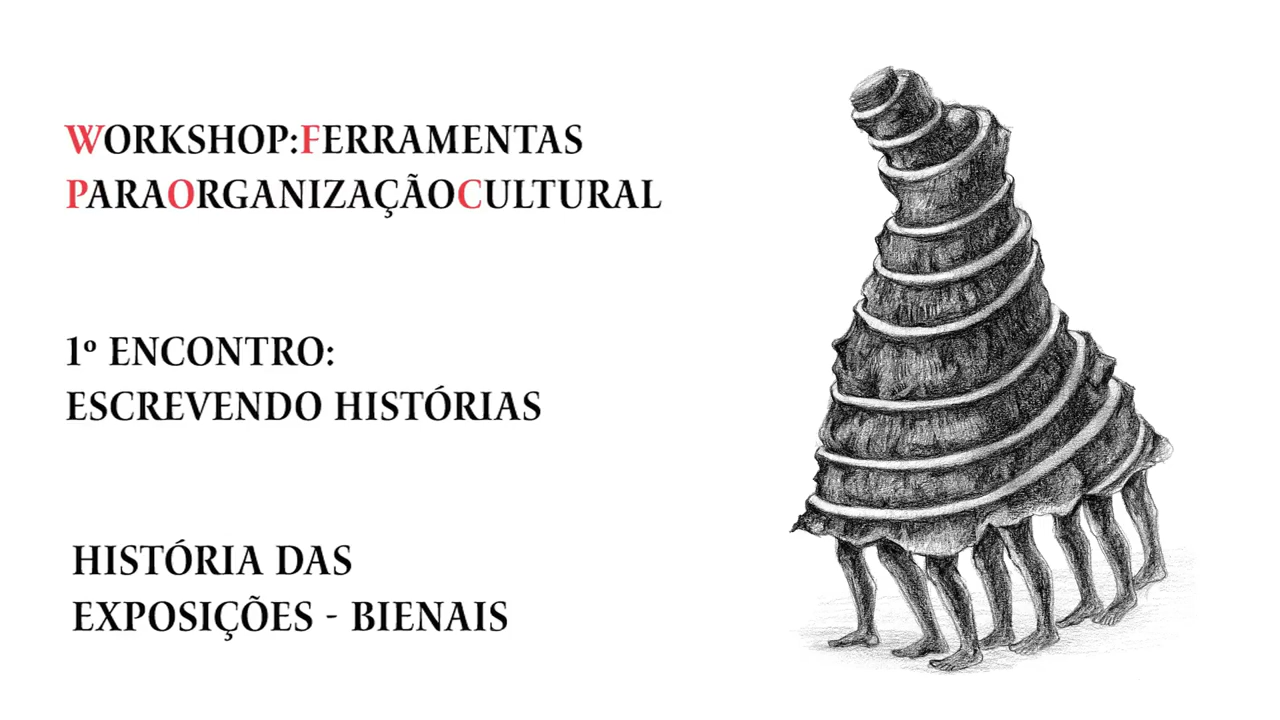 WORKSHOP:FERRAMENTAS
PARAORGANIZAÇÃOCULTURAL
1º ENCONTRO:
ESCREVENDO HISTÓRIAS
HISTÓRIA DAS
EXPOSIÇÕES - BIENAIS